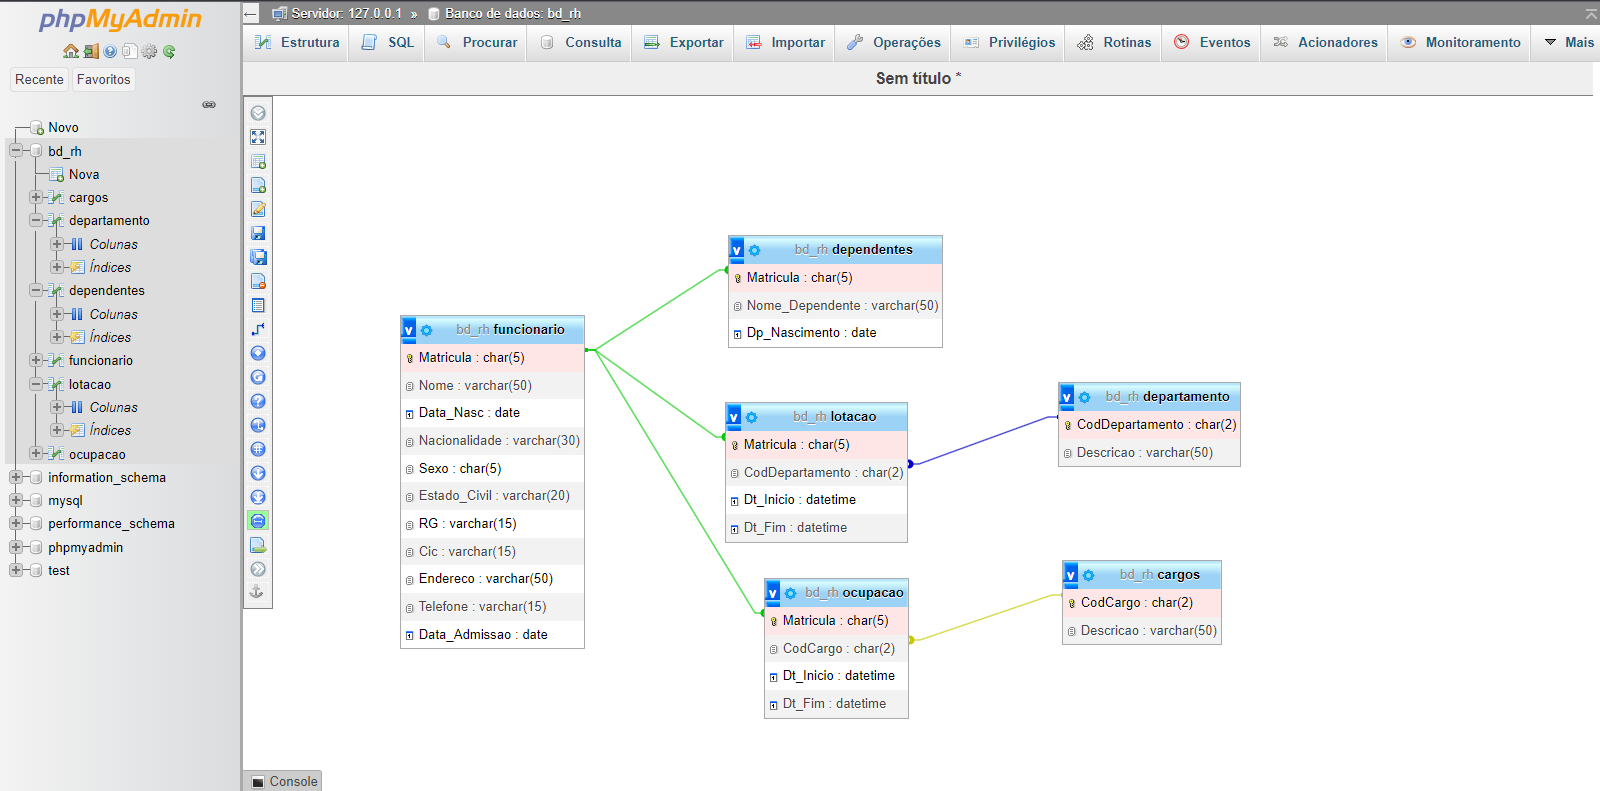 phpMyAdmin
Recente Favoritos
Novo
bd_rh
Nova
cargos
departamento
Colunas
Índices
dependentes
Colunas
Índices
funcionario
lotacao
Colunas
Índices
ocupacao
information_schema
mysql
performance_schema
phpmyadmin
test
Servidor: 127.0.0.1 » Banco de dados: bd_rh
Estrutura SQL Procurar Consulta Exportar Importar Operações Privilégios Rotinas Eventos Acionadores Monitoramento Mais
Sem título *
v bd_rh funcionario
Matricula : char(5)
Nome : varchar(50)
Data_Nasc : date
Nacionalidade : varchar(30)
Sexo : char(5)
Estado_Civil : varchar(20)
RG : varchar(15)
Cic : varchar(15)
Endereco : varchar(50)
Telefone : varchar(15)
Data_Admissao : date
v bd_rh dependentes
Matricula : char(5)
Nome_Dependente : varchar(50)
Dp_Nascimento : date
v bd_rh lotacao
Matricula : char(5)
CodDepartamento : char(2)
Dt_Inicio : datetime
Dt_Fim : datetime
v bd_rh ocupacao
Matricula : char(5)
CodCargo : char(2)
Dt_Inicio : datetime
Dt_Fim : datetime
v bd_rh departamento
CodDepartamento : char(2)
Descricao : varchar(50)
v bd_rh cargos
CodCargo : char(2)
Descricao : varchar(50)
Console